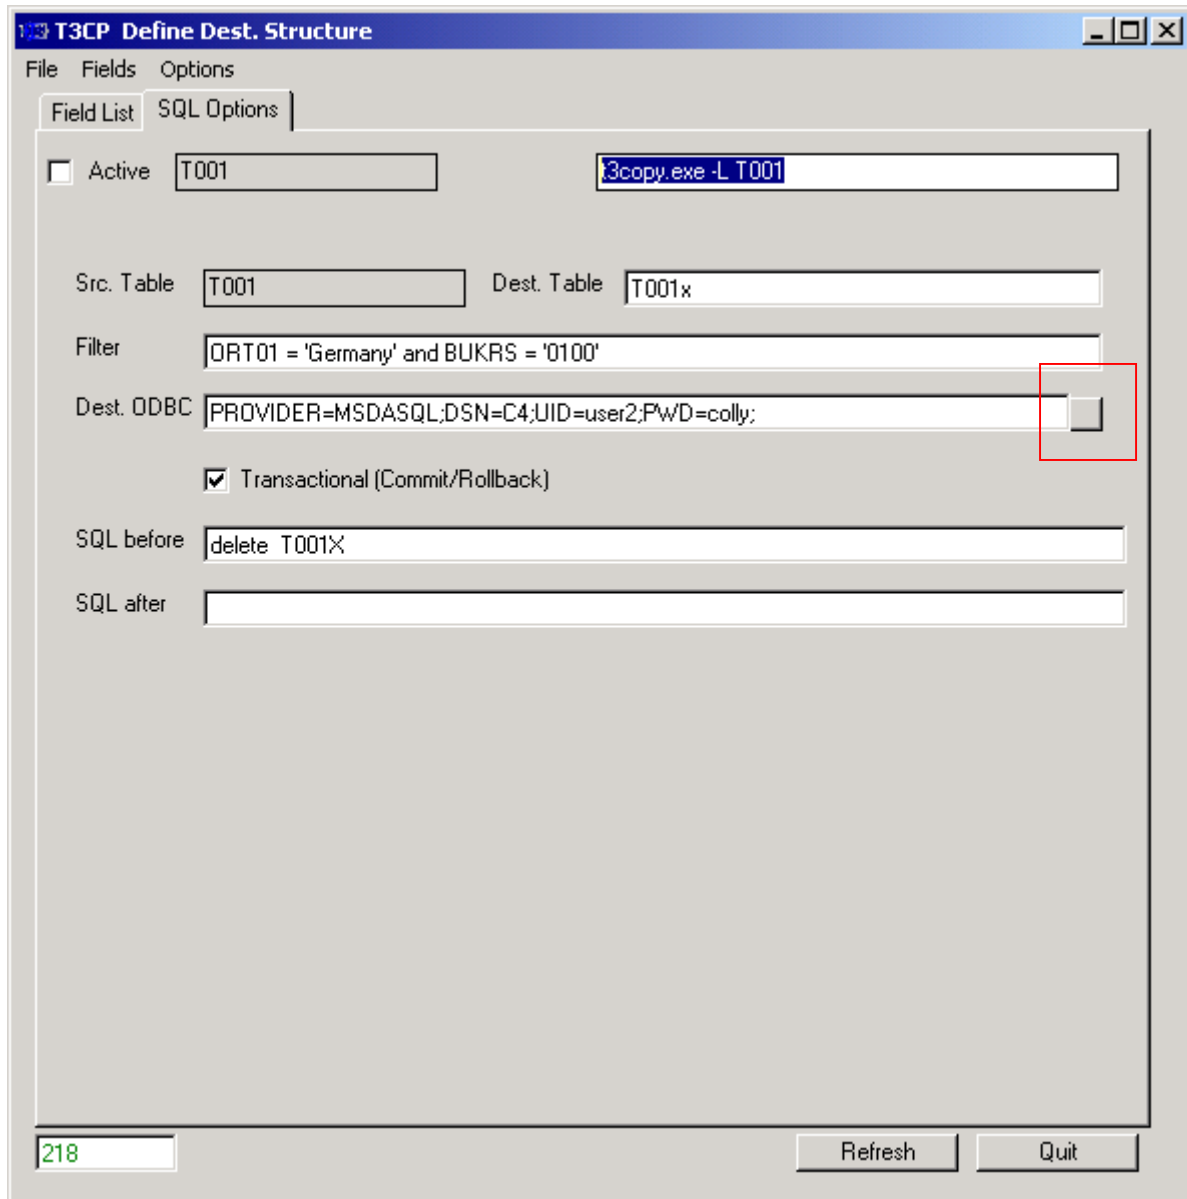 T3CP Define Dest. Structure
File Fields Options
Field List SQL Options
Active T001 t3copy.exe -L T001
Src. Table T001 Dest. Table T001x
Filter ORT01 = 'Germany' and BUKRS = '0100'
Dest. ODBC PROVIDER=MSDASQL;DSN=C4;UID=user2;PWD=colly;
Transactional (Commit/Rollback)
SQL before delete T001X
SQL after
218 Refresh Quit